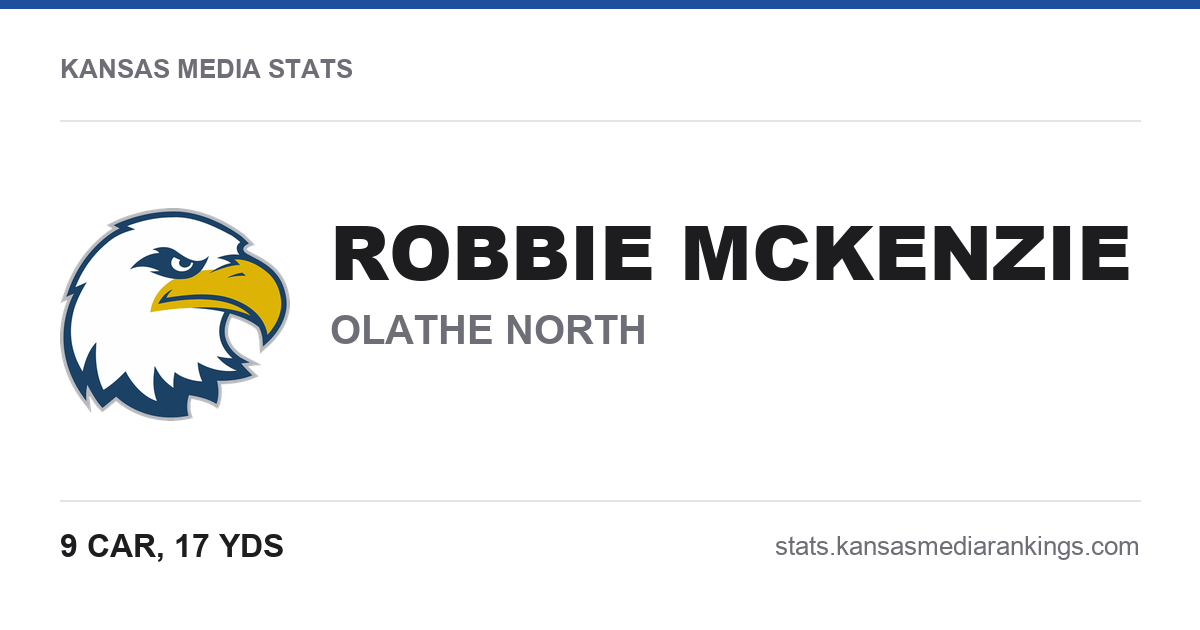 KANSAS MEDIA STATS
ROBBIE MCKENZIE
OLATHE NORTH
9 CAR, 17 YDS
stats.kansasmediarankings.com